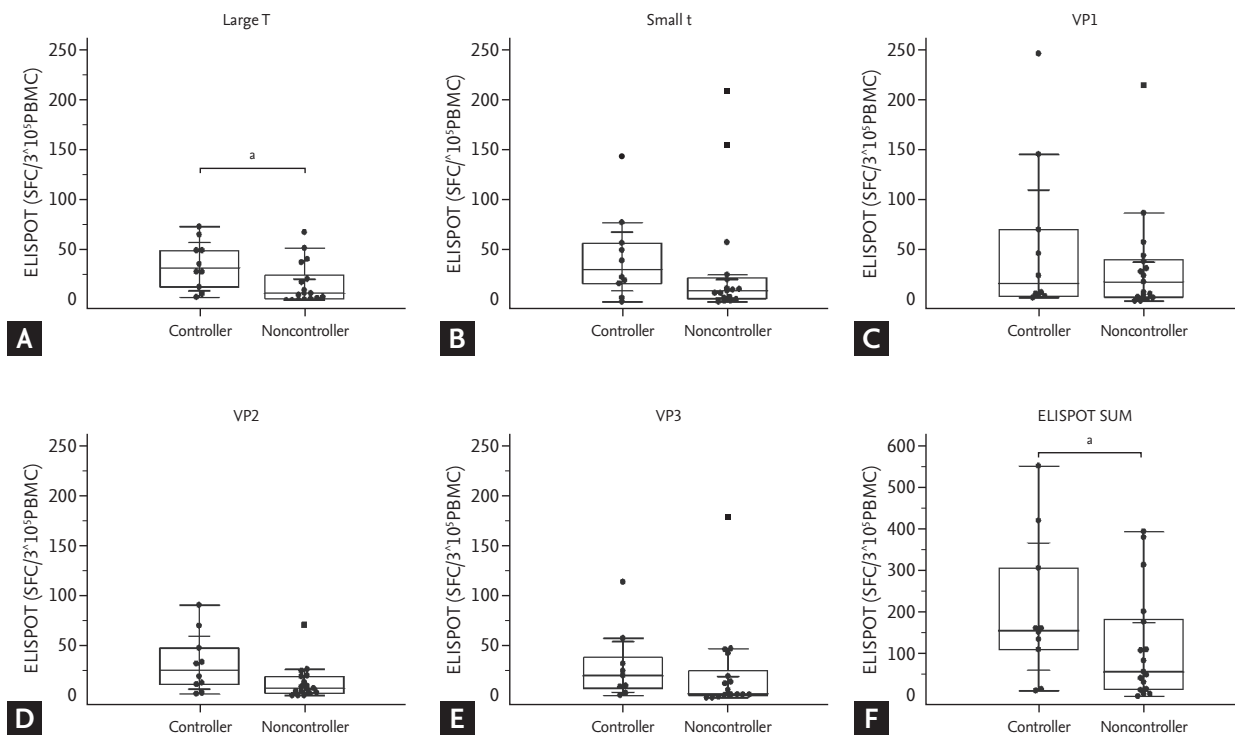 Large T
250
200
150
100
50
0
ELISPOT (SFC/3^10⁵PBMC)
a
Controller Noncontroller
A
Small t
250
200
150
100
50
0
ELISPOT (SFC/^10⁵PBMC)
Controller Noncontroller
B
VP1
250
200
150
100
50
0
ELISPOT (SFC/3^10⁵PBMC)
Controller Noncontroller
C
VP2
250
200
150
100
50
0
ELISPOT (SFC/3^10⁵PBMC)
Controller Noncontroller
D
VP3
250
200
150
100
50
0
ELISPOT (SFC/3^10⁵PBMC)
Controller Noncontroller
E
ELISPOT SUM
600
500
400
300
200
100
0
ELISPOT (SFC/3^10⁵PBMC)
a
Controller Noncontroller
F